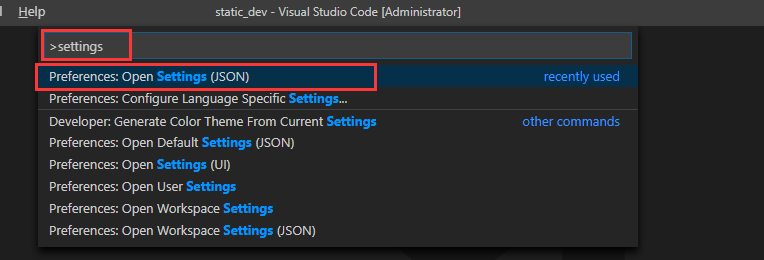 Help static_dev - Visual Studio Code [Administrator]
>settings
Preferences: Open Settings (JSON) recently used
Preferences: Configure Language Specific Settings...
Developer: Generate Color Theme From Current Settings other commands
Preferences: Open Default Settings (JSON)
Preferences: Open Settings (UI)
Preferences: Open User Settings
Preferences: Open Workspace Settings
Preferences: Open Workspace Settings (JSON)